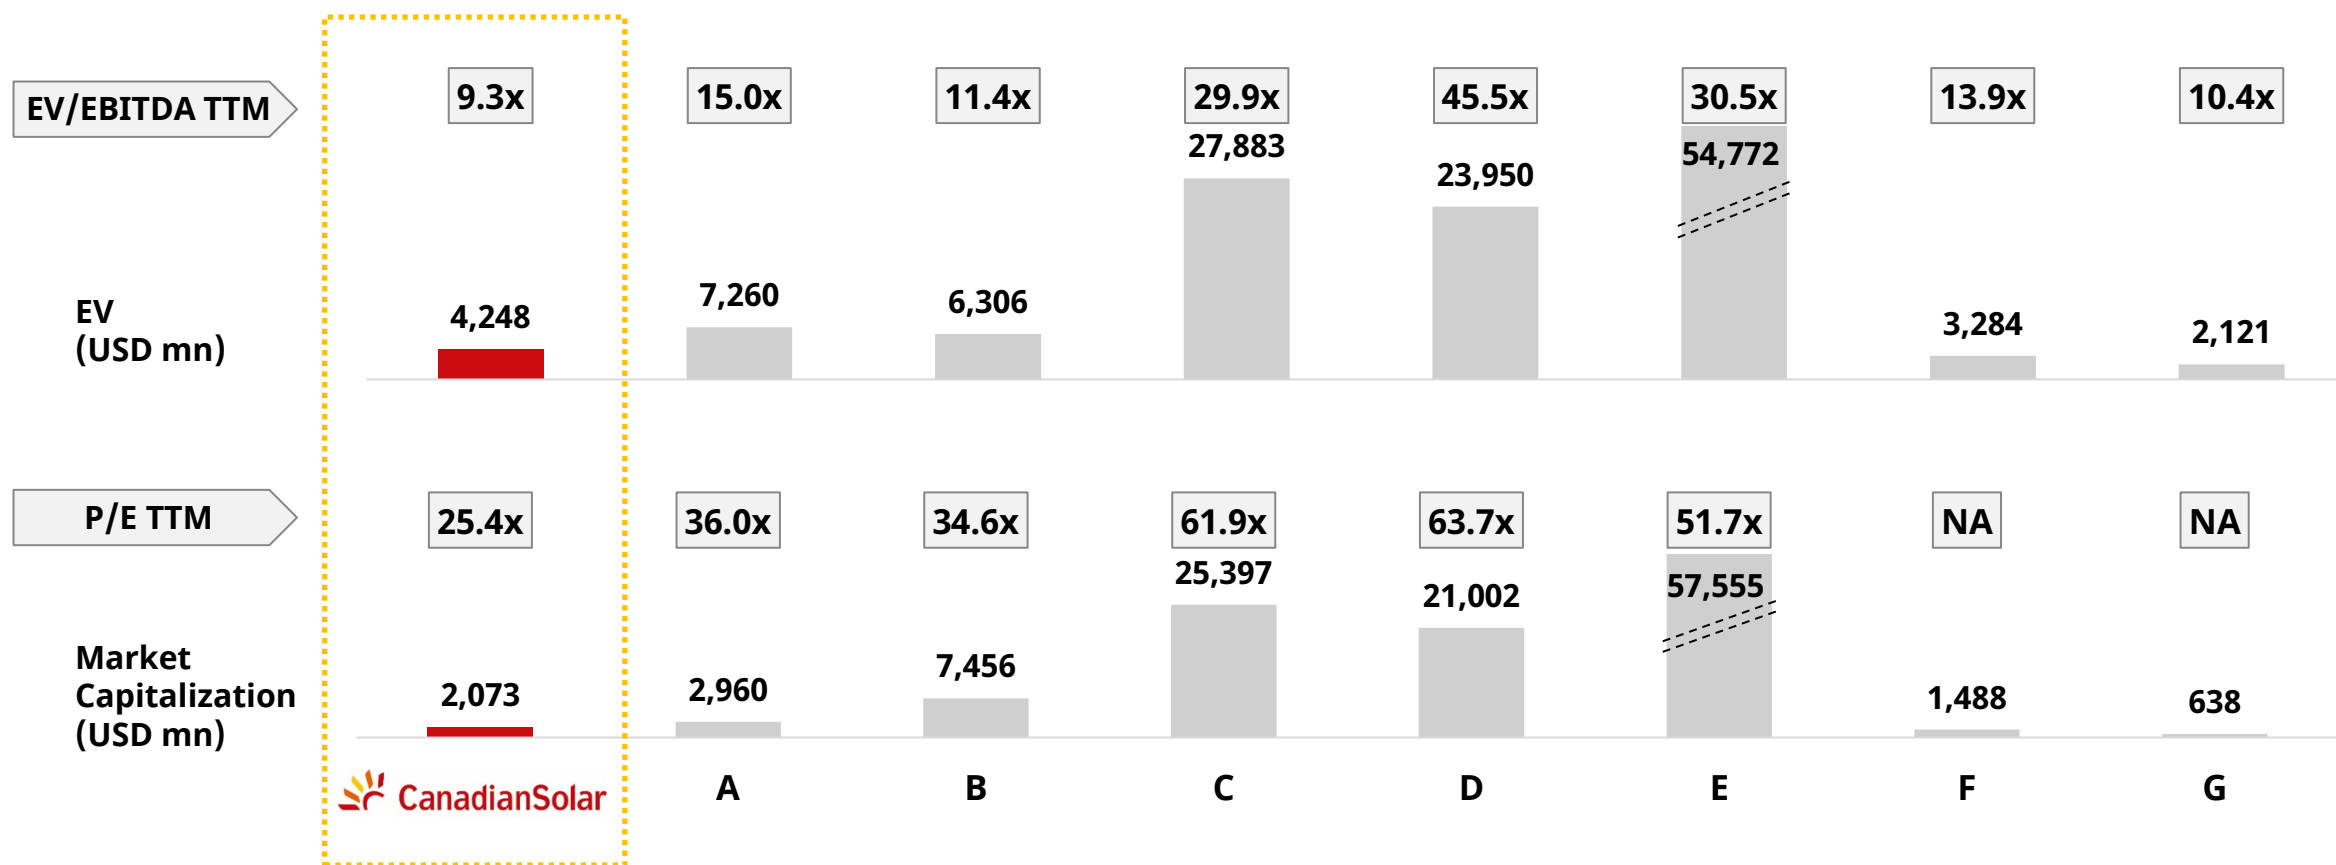 EV/EBITDA TTM
9.3x
15.0x
11.4x
29.9x
45.5x
30.5x
13.9x
10.4x
EV
(USD mn)
4,248
7,260
6,306
27,883
23,950
54,772
3,284
2,121
P/E TTM
25.4x
36.0x
34.6x
61.9x
63.7x
51.7x
NA
NA
Market
Capitalization
(USD mn)
2,073
2,960
7,456
25,397
21,002
57,555
1,488
638
CanadianSolar
A
B
C
D
E
F
G